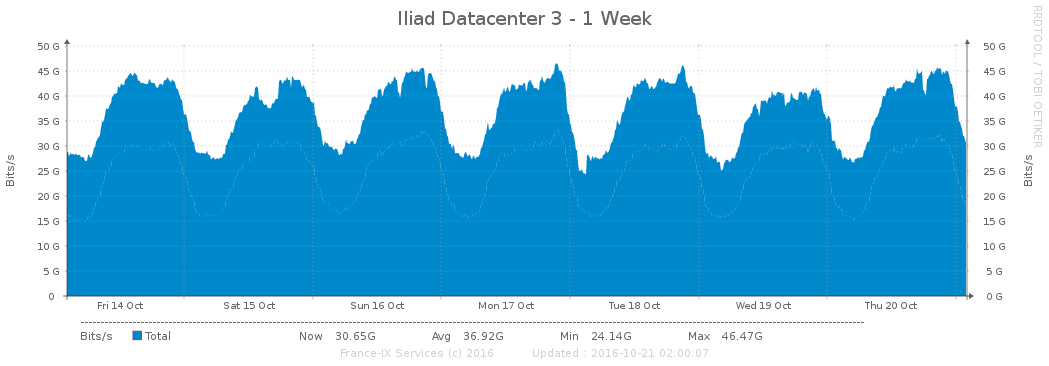 Iliad Datacenter 3 - 1 Week
RRDTOOL / TOBI OETIKER
50 G 50 G
45 G 45 G
40 G 40 G
35 G 35 G
30 G 30 G
25 G 25 G
20 G 20 G
15 G 15 G
10 G 10 G
5 G 5 G
0 0 G
Bits/s
Bits/s
Fri 14 Oct Sat 15 Oct Sun 16 Oct Mon 17 Oct Tue 18 Oct Wed 19 Oct Thu 20 Oct
Bits/s Total Now 30.65G Avg 36.92G Min 24.14G Max 46.47G
France-IX Services (c) 2016 Updated : 2016-10-21 02:00:07